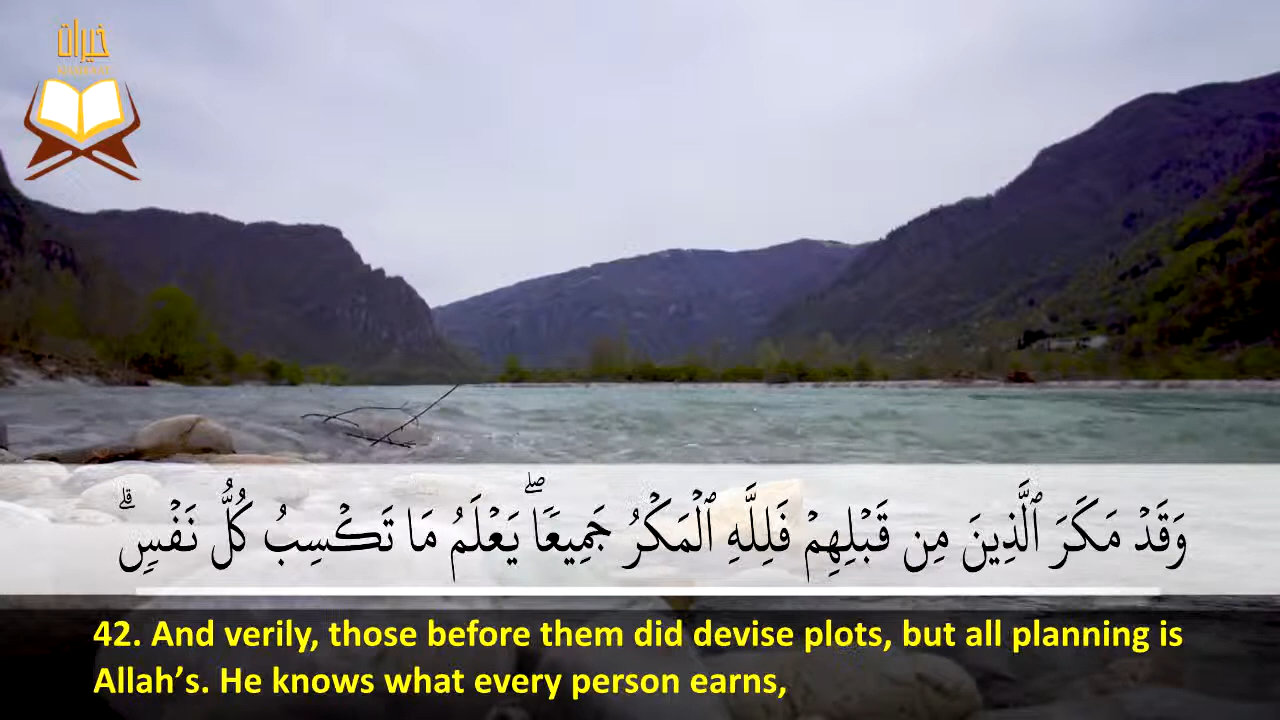 خيرات
وَقَدْ مَكَرَ ٱلَّذِينَ مِن قَبْلِهِمْ فَلِلَّهِ ٱلْمَكْرُ جَمِيعًا ۖ يَعْلَمُ مَا تَكْسِبُ كُلُّ نَفْسٍ ۗ
42. And verily, those before them did devise plots, but all planning is
Allah’s. He knows what every person earns,